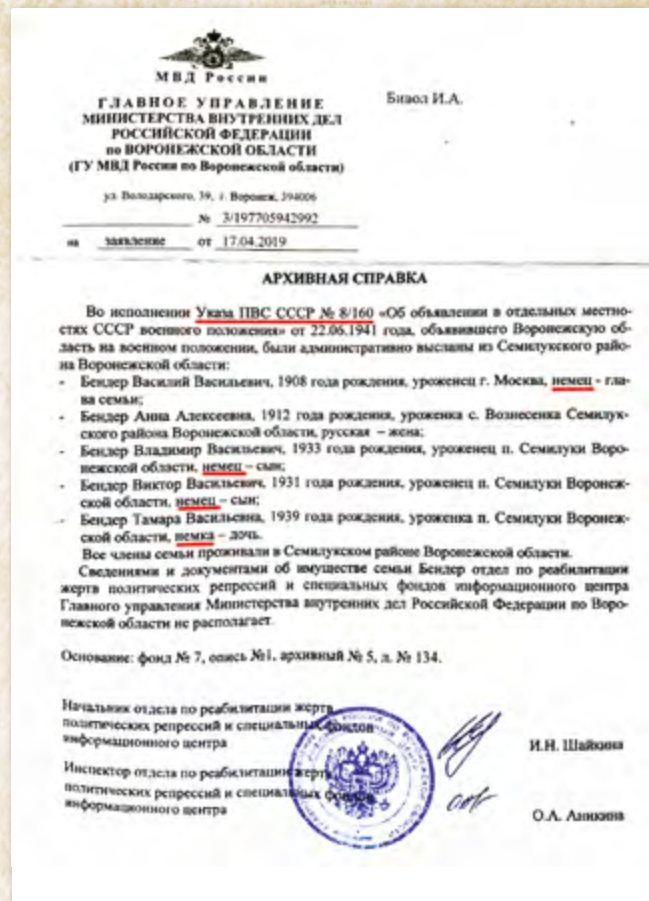 МВД России
ГЛАВНОЕ УПРАВЛЕНИЕ
МИНИСТЕРСТВА ВНУТРЕННИХ ДЕЛ
РОССИЙСКОЙ ФЕДЕРАЦИИ
по ВОРОНЕЖСКОЙ ОБЛАСТИ
(ГУ МВД России по Воронежской области)
Бивол И.А.
ул. Володарского, 39, г. Воронеж, 394006
№ 3/197705942992
на заявление от 17.04.2019
АРХИВНАЯ СПРАВКА
Во исполнении Указа ПВС СССР № 8/160 «Об объявлении в отдельных местно-
стях СССР военного положения» от 22.06.1941 года, объявившего Воронежскую об-
ласть на военном положении, были административно высланы из Семилукского райо-
на Воронежской области:
- Бендер Василий Васильевич, 1908 года рождения, уроженец г. Москва, немец - гла-
ва семьи;
- Бендер Анна Алексеевна, 1912 года рождения, уроженка с. Вознесенка Семилук-
ского района Воронежской области, русская – жена;
- Бендер Владимир Васильевич, 1933 года рождения, уроженец п. Семилуки Воро-
нежской области, немец – сын;
- Бендер Виктор Васильевич, 1931 года рождения, уроженец п. Семилуки Воронеж-
ской области, немец – сын;
- Бендер Тамара Васильевна, 1939 года рождения, уроженка п. Семилуки Воронеж-
ской области, немка – дочь.
Все члены семьи проживали в Семилукском районе Воронежской области.
Сведениями и документами об имуществе семьи Бендер отдел по реабилитации
жертв политических репрессий и специальных фондов информационного центра
Главного управления Министерства внутренних дел Российской Федерации по Воро-
нежской области не располагает.
Основание: фонд № 7, опись №1, архивный № 5, л. № 134.
Начальник отдела по реабилитации жертв
политических репрессий и специальных фондов
информационного центра
И.Н. Шайкина
Инспектор отдела по реабилитации жертв
политических репрессий и специальных фондов
информационного центра
О.А. Аникина